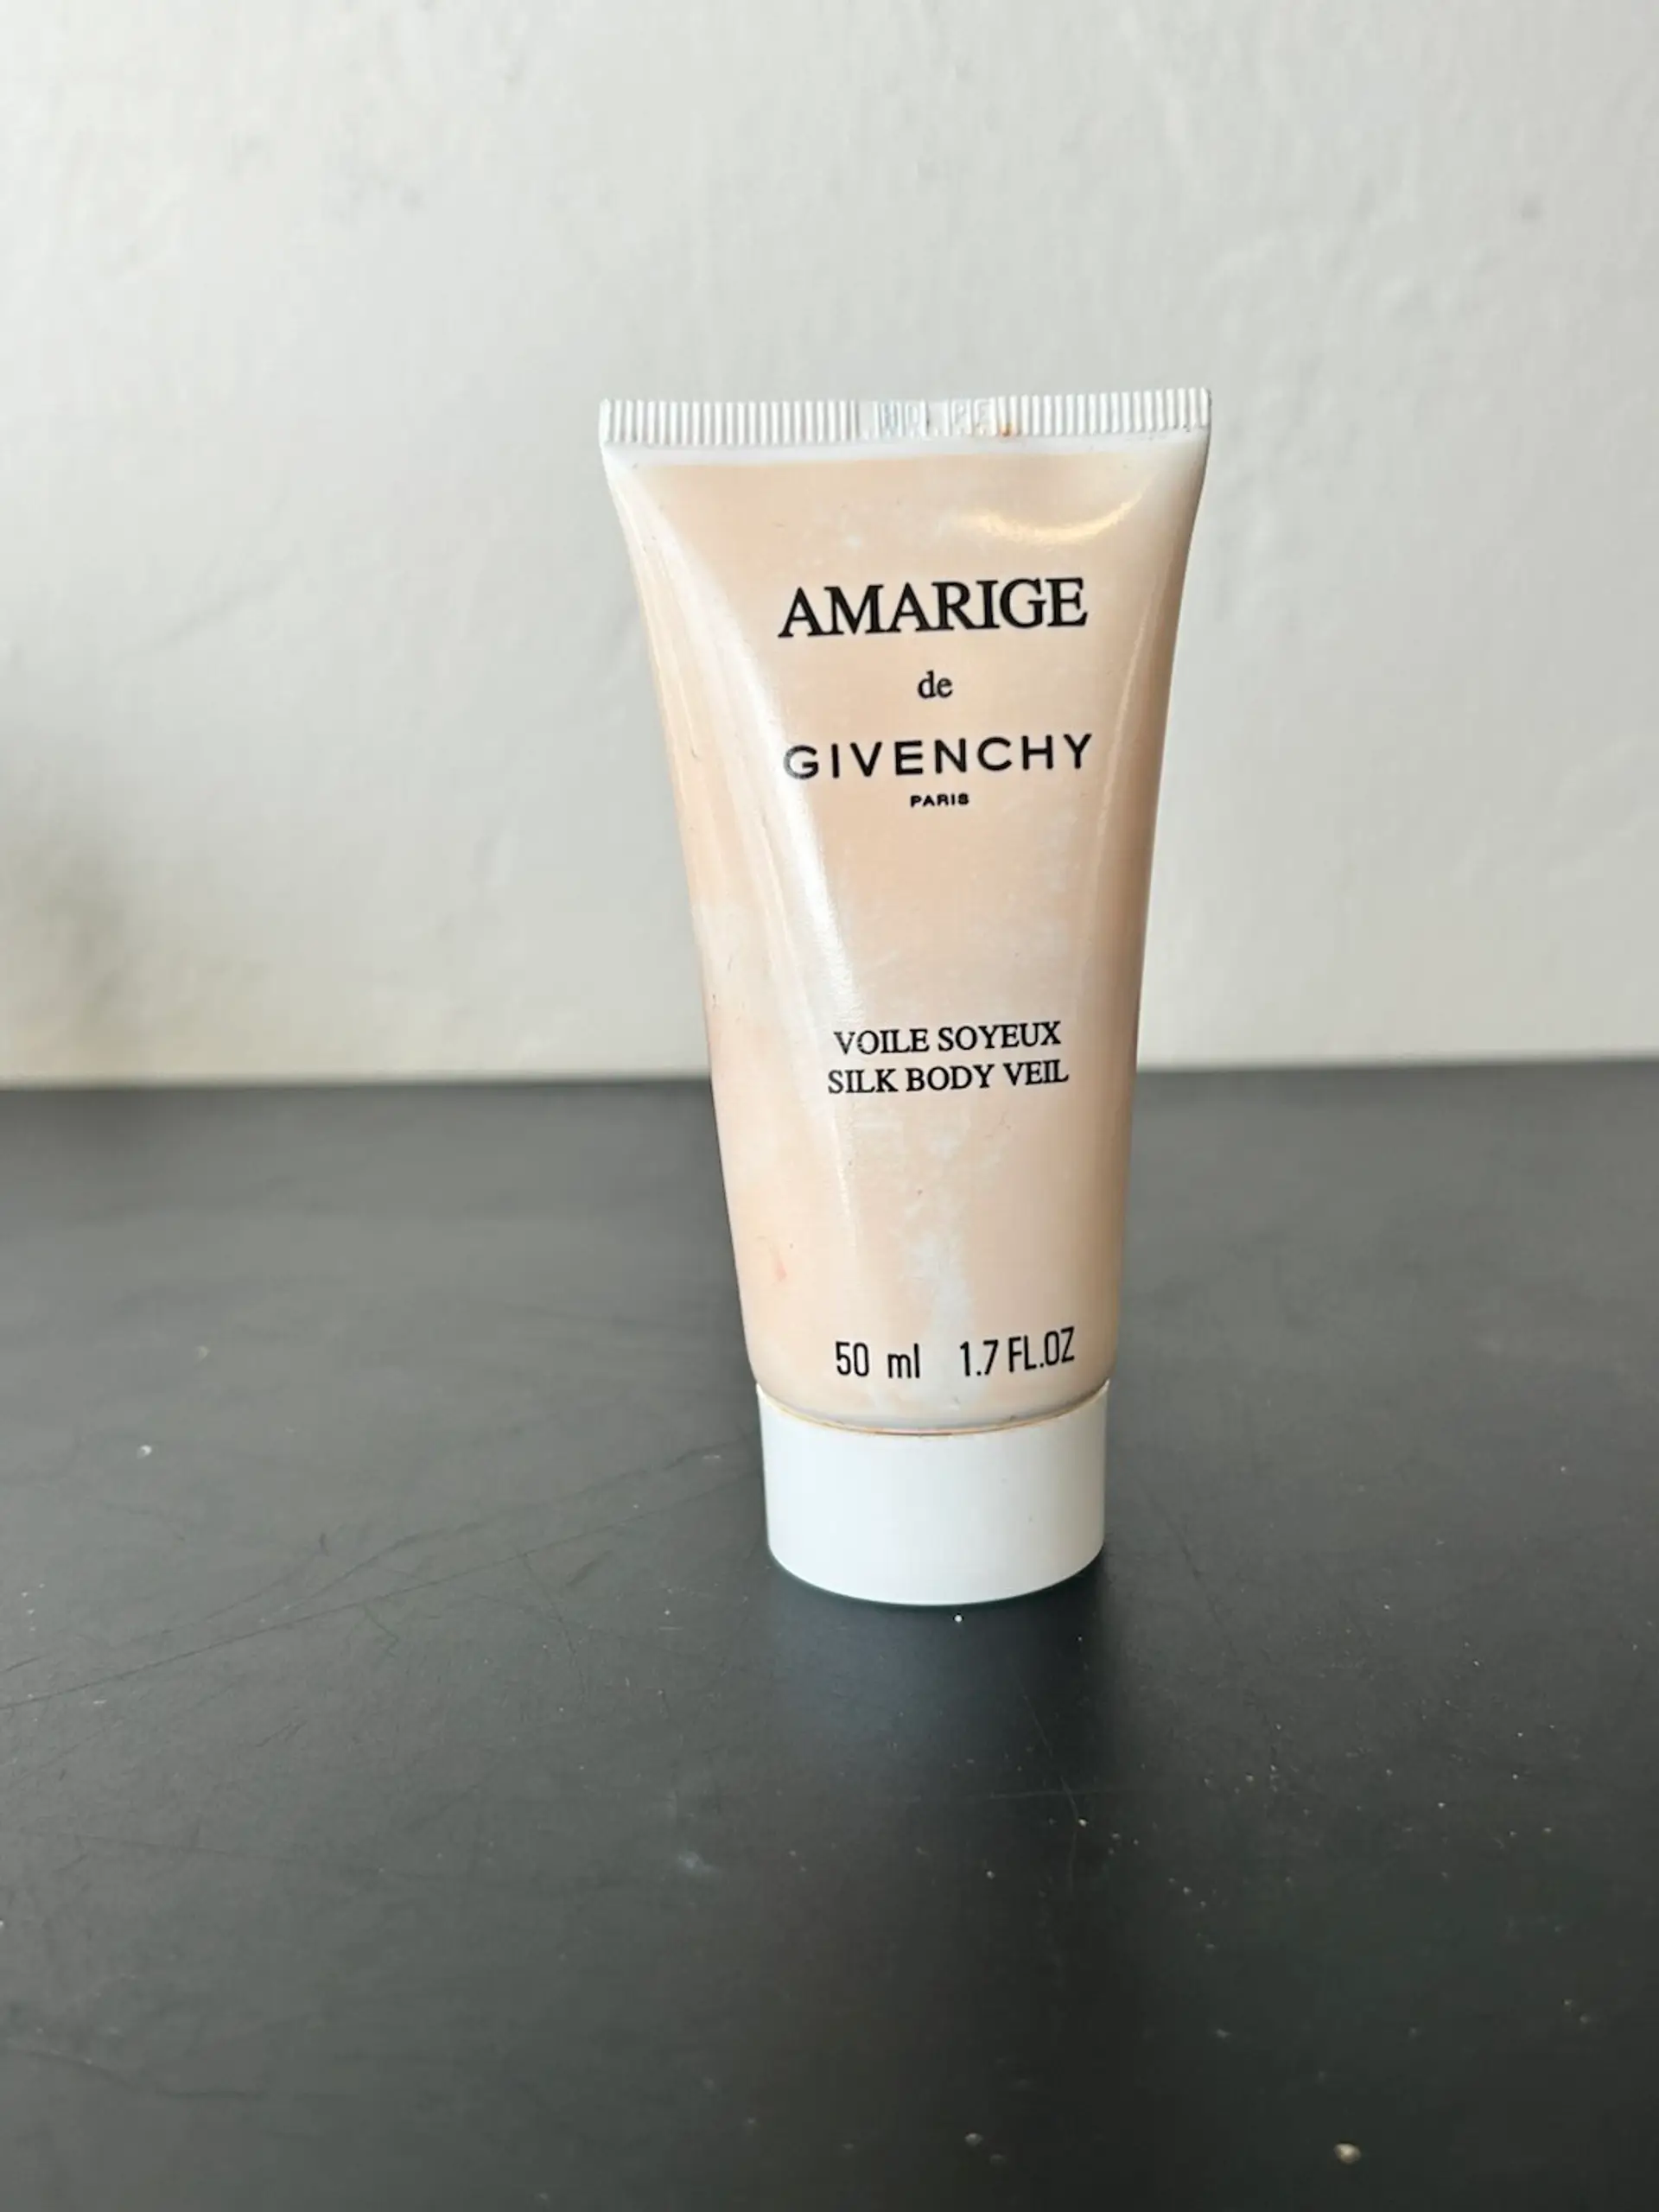 AMARIGE
de
GIVENCHY
PARIS
VOILE SOYEUX
SILK BODY VEIL
50 ml 1.7 FL.OZ